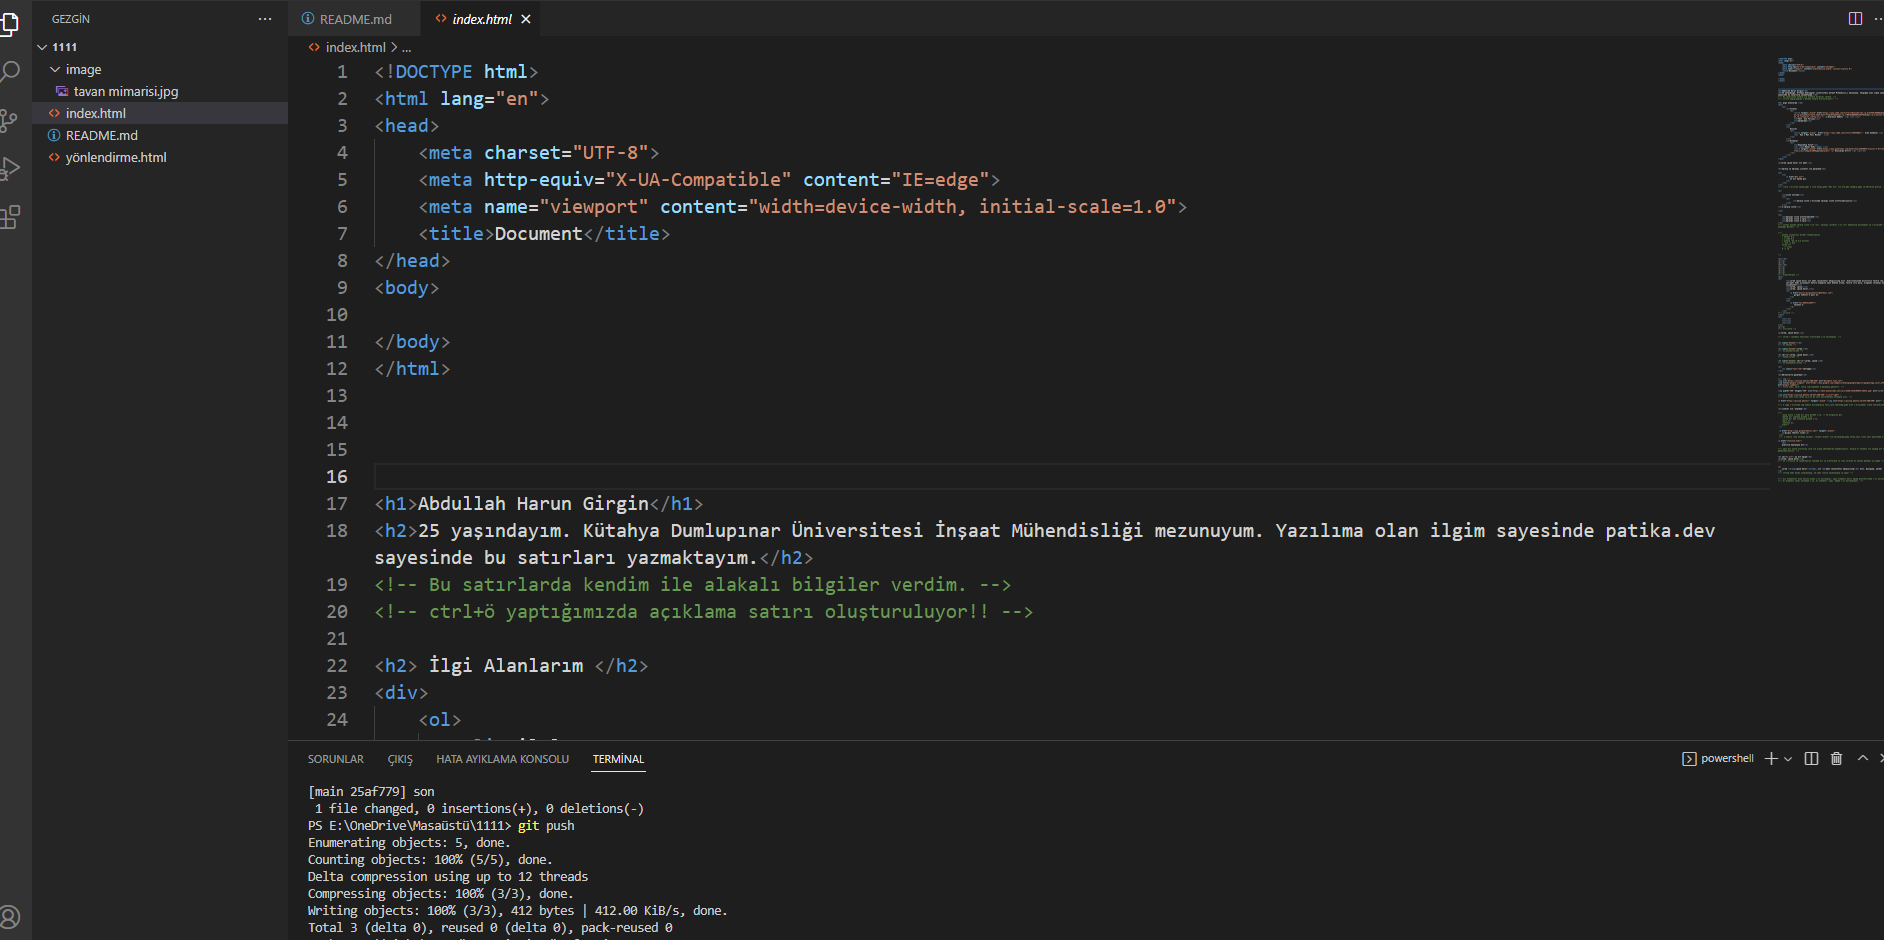 GEZGİN
1111
image
tavan mimarisi.jpg
index.html
README.md
yönlendirme.html
README.md
index.html
index.html > ...
1 <!DOCTYPE html>
2 <html lang="en">
3 <head>
4 <meta charset="UTF-8">
5 <meta http-equiv="X-UA-Compatible" content="IE=edge">
6 <meta name="viewport" content="width=device-width, initial-scale=1.0">
7 <title>Document</title>
8 </head>
9 <body>
10
11 </body>
12 </html>
13
14
15
16
17 <h1>Abdullah Harun Girgin</h1>
18 <h2>25 yaşındayım. Kütahya Dumlupınar Üniversitesi İnşaat Mühendisliği mezunuyum. Yazılıma olan ilgim sayesinde patika.dev
sayesinde bu satırları yazmaktayım.</h2>
19 <!-- Bu satırlarda kendim ile alakalı bilgiler verdim. -->
20 <!-- ctrl+ö yaptığımızda açıklama satırı oluşturuluyor!! -->
21
22 <h2> İlgi Alanlarım </h2>
23 <div>
24 <ol>
SORUNLAR ÇIKIŞ HATA AYIKLAMA KONSOLU TERMİNAL
powershell
[main 25af779] son
1 file changed, 0 insertions(+), 0 deletions(-)
PS E:\OneDrive\Masaüstü\1111> git push
Enumerating objects: 5, done.
Counting objects: 100% (5/5), done.
Delta compression using up to 12 threads
Compressing objects: 100% (3/3), done.
Writing objects: 100% (3/3), 412 bytes | 412.00 KiB/s, done.
Total 3 (delta 0), reused 0 (delta 0), pack-reused 0